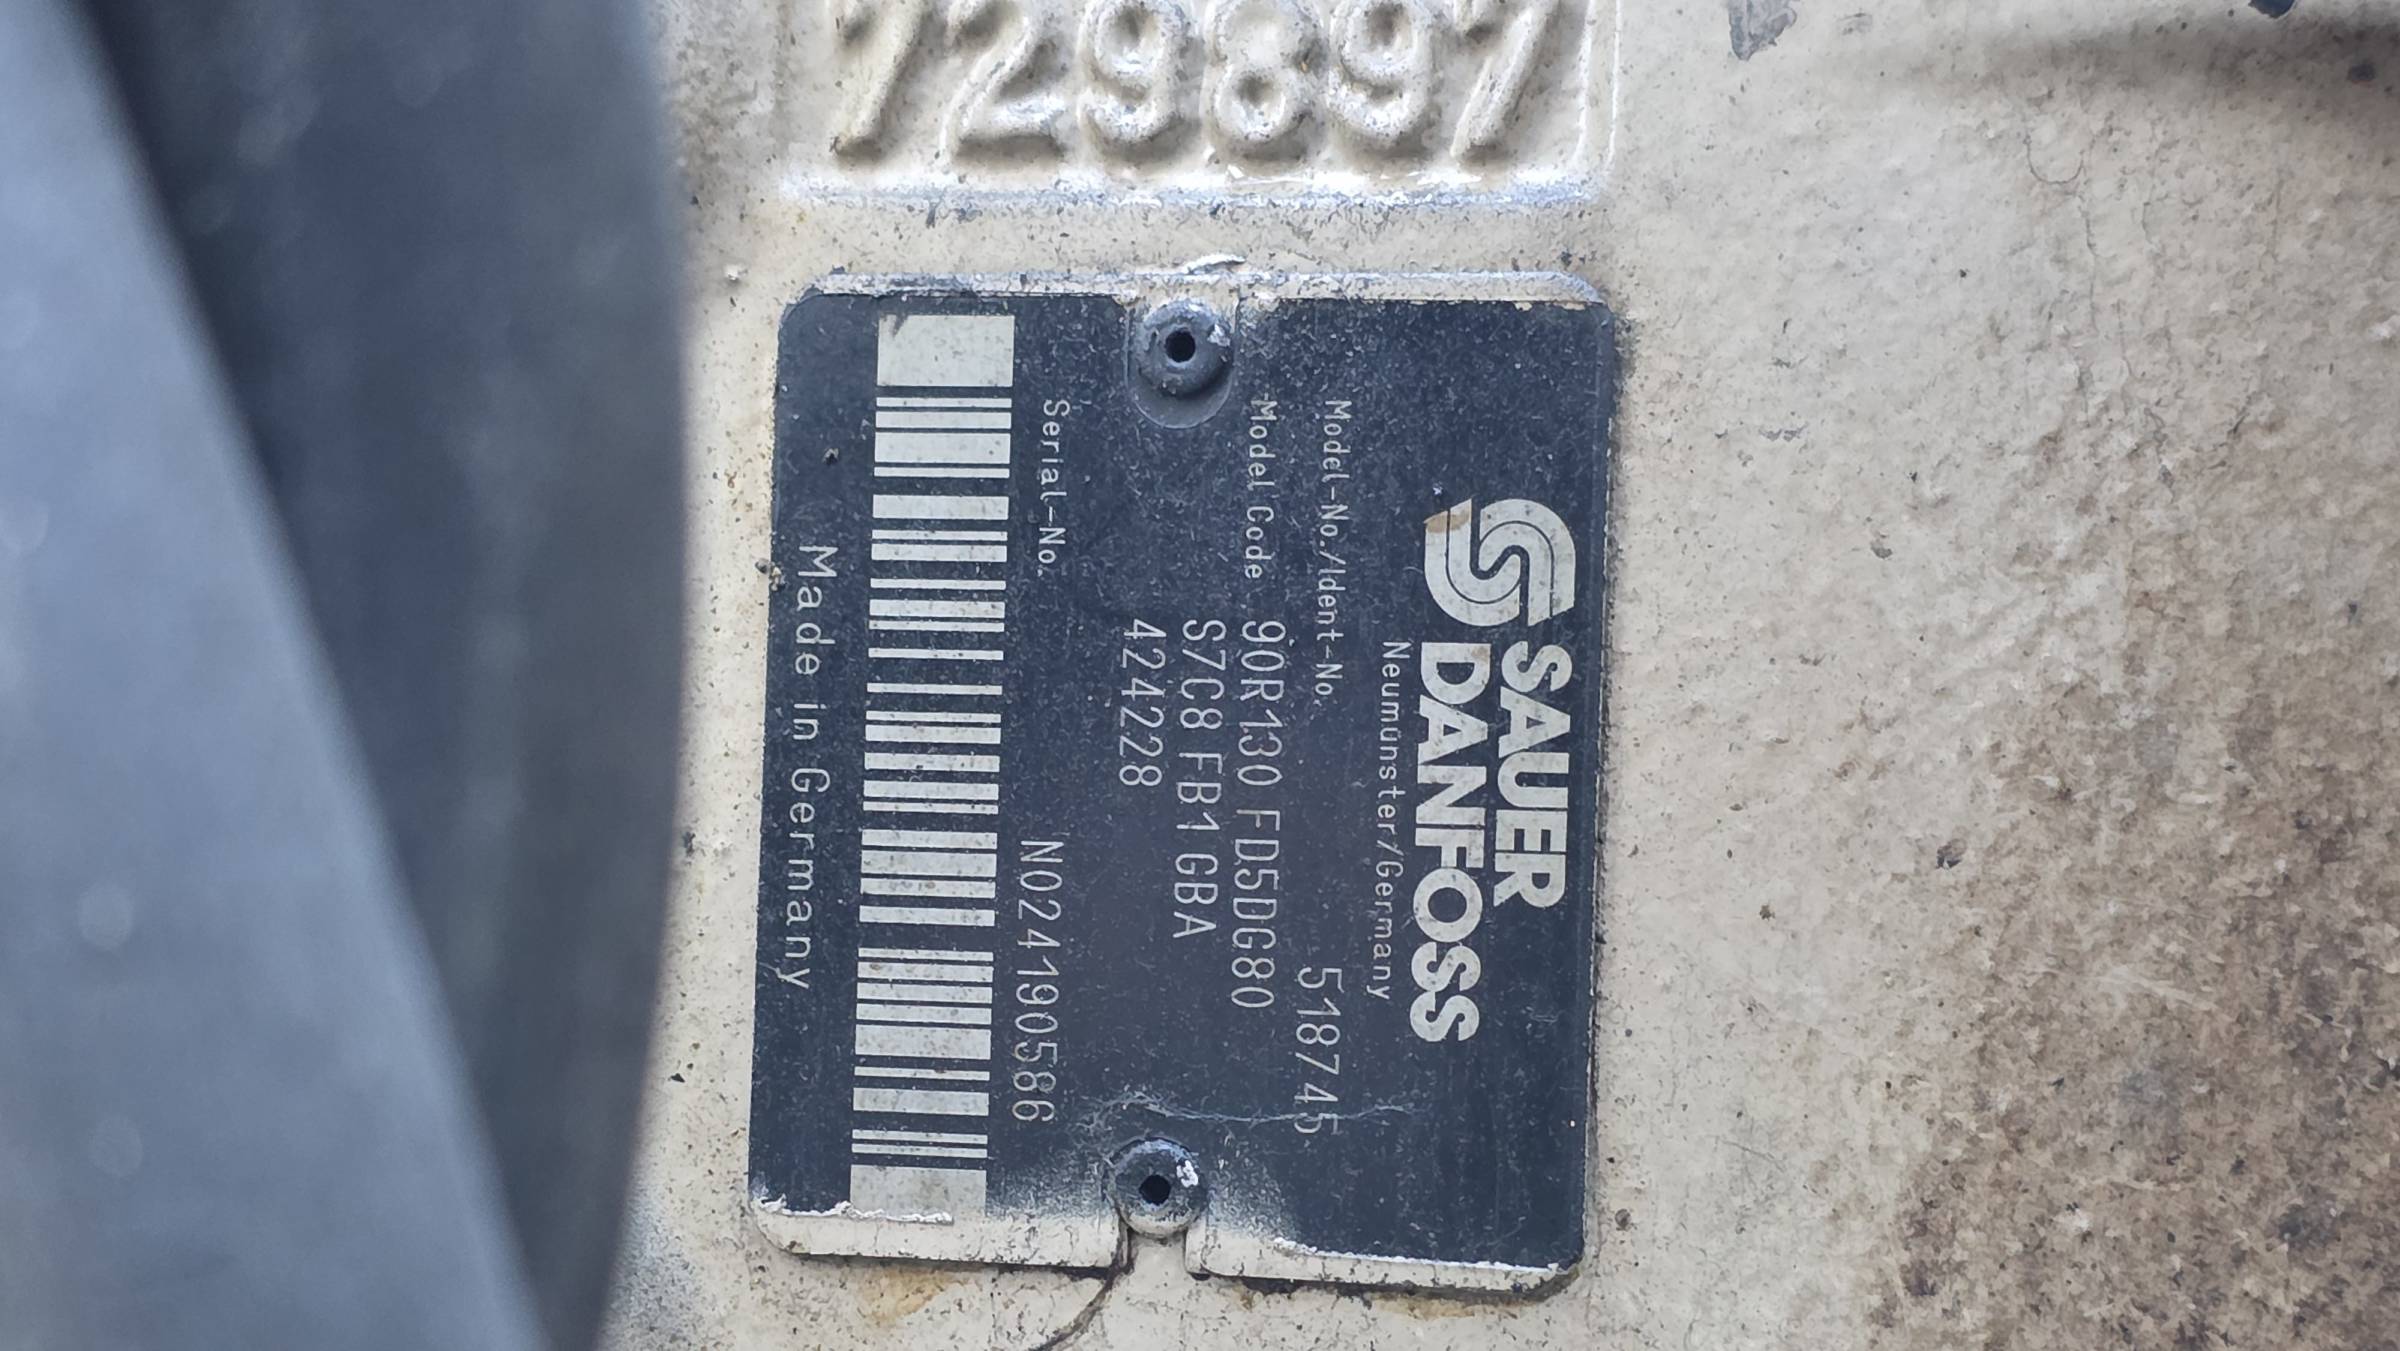 729897
SAUER
DANFOSS
Neumünster/Germany
Model-No./Ident-No.
518745
Model Code 90R130 FD5DG80
S7C8 FB1 GBA
424228
Serial-No.
N024190586
Made in Germany